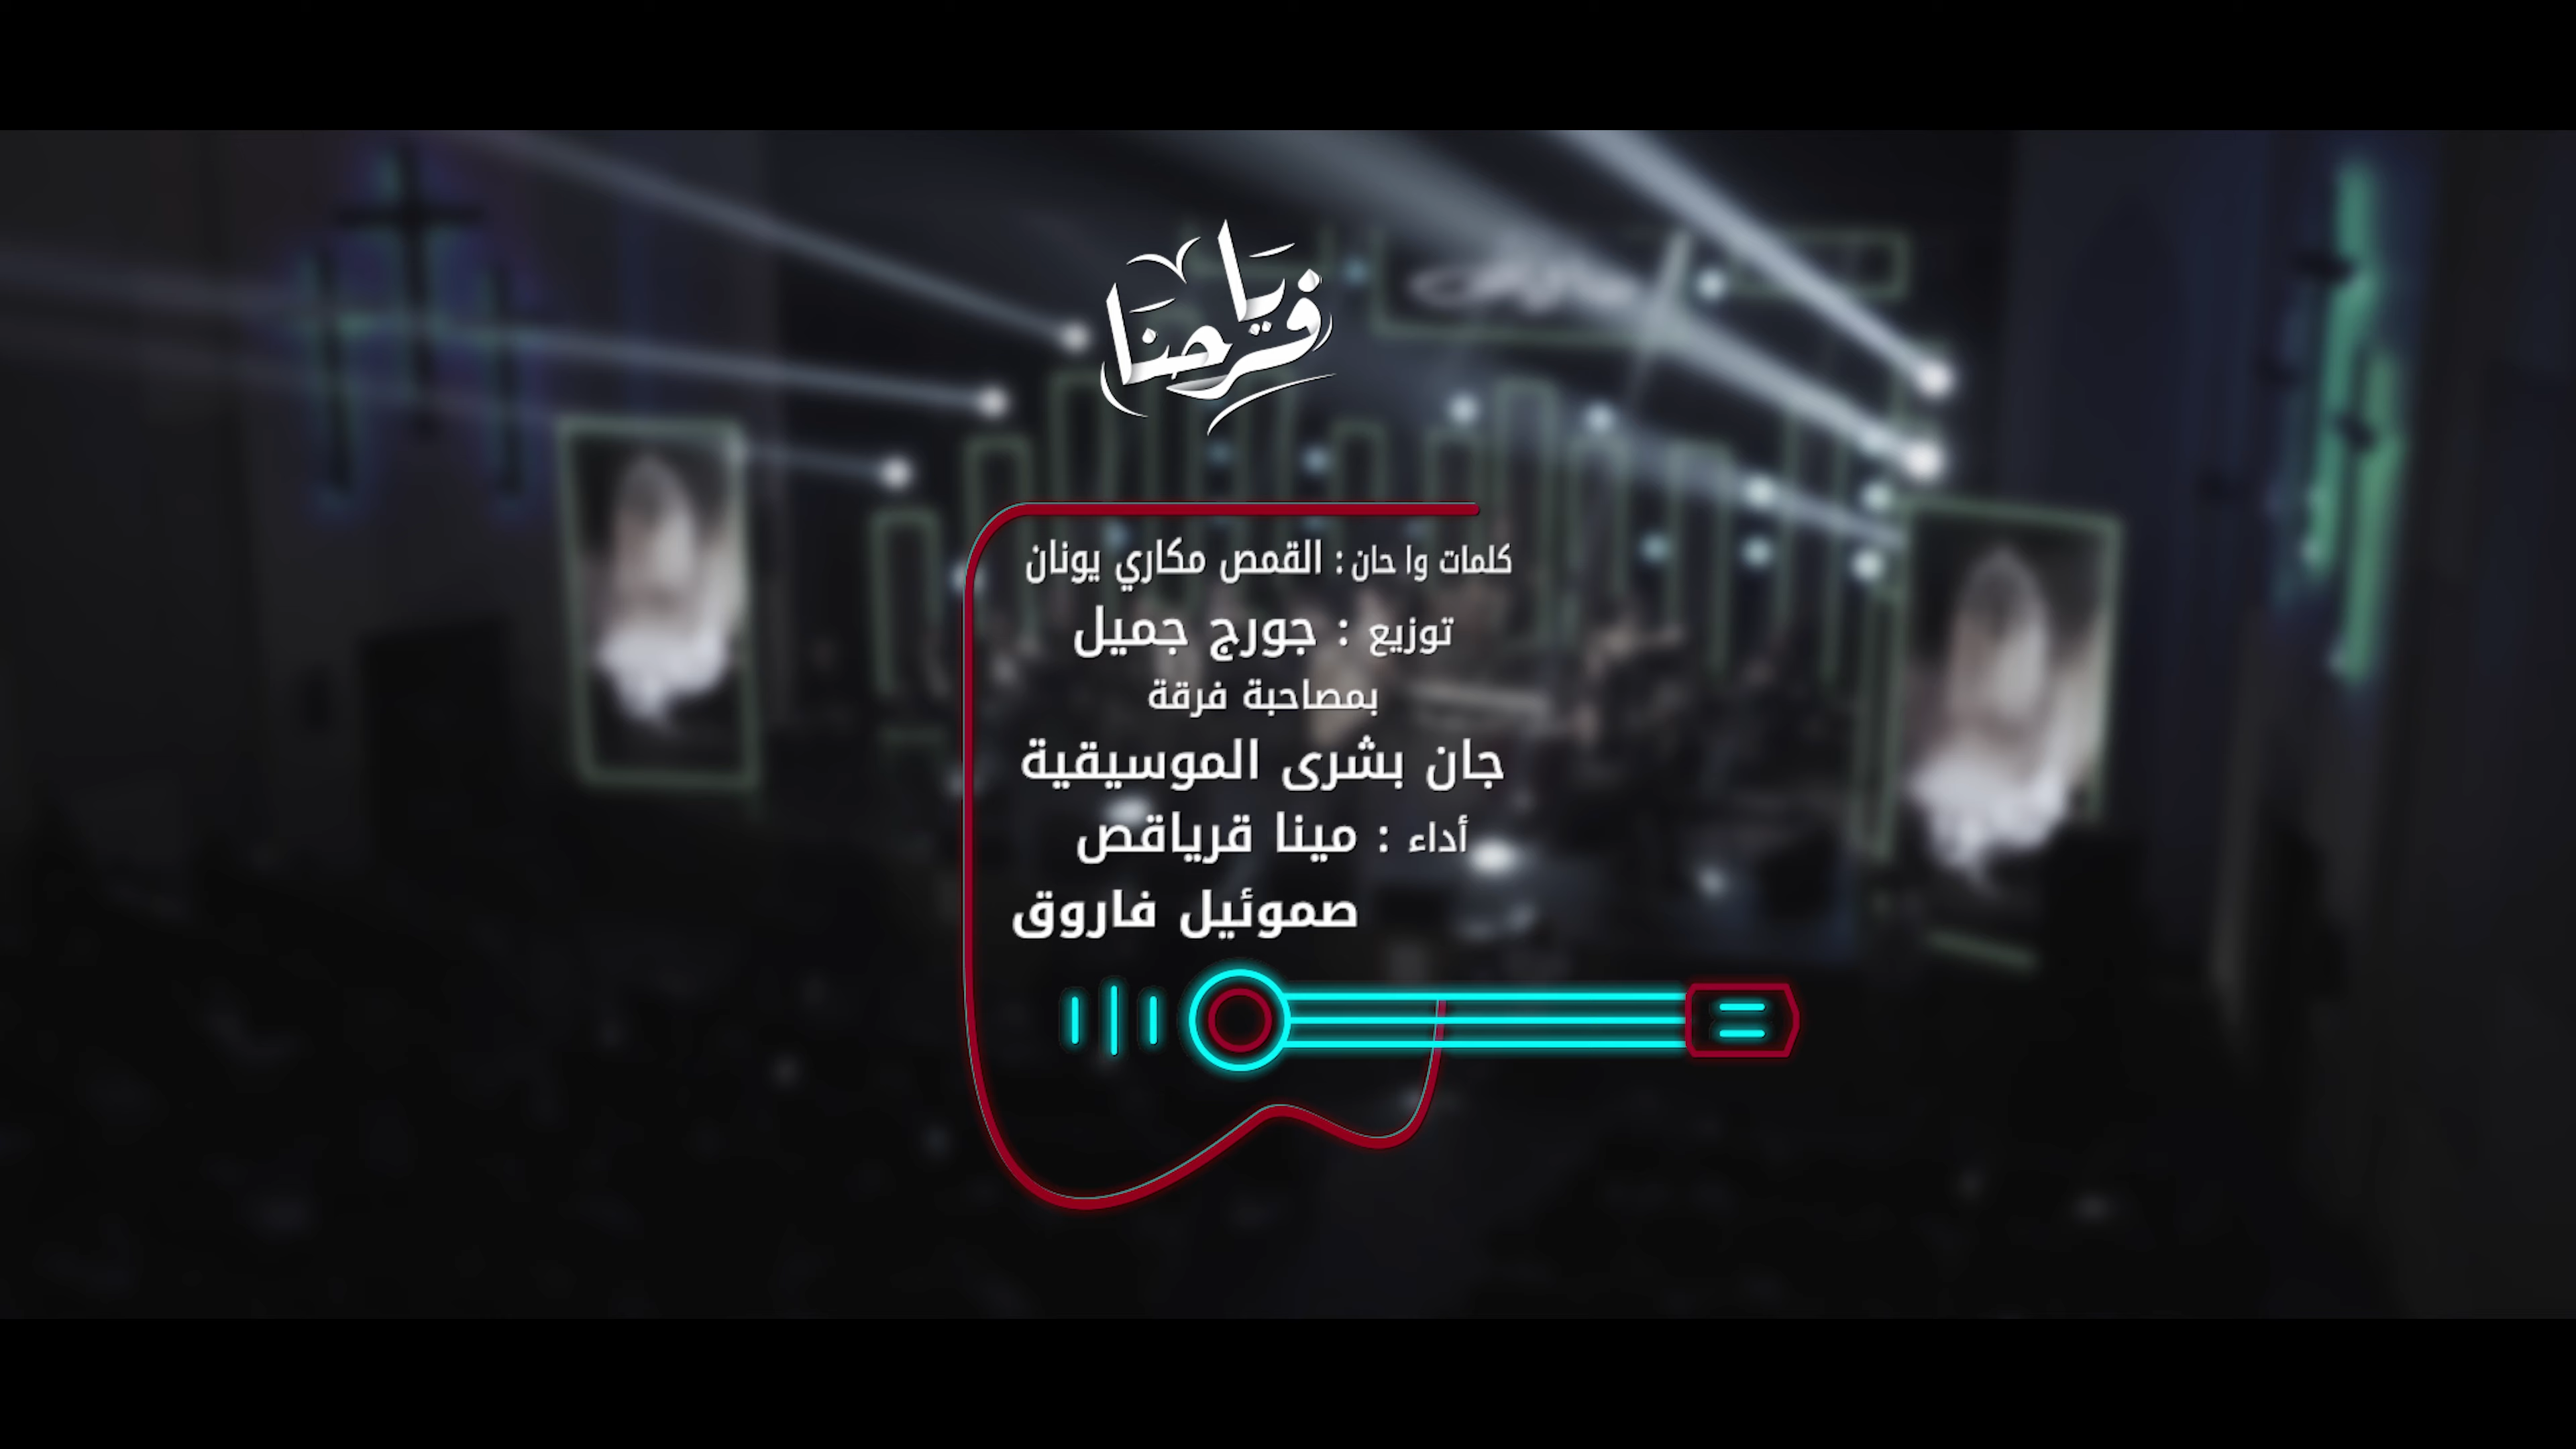 يا فرحنا
كلمات وا حان : القمص مكاري يونان
توزيع : جورج جميل
بمصاحبة فرقة
جان بشرى الموسيقية
أداء : مينا قرياقص
صموئيل فاروق